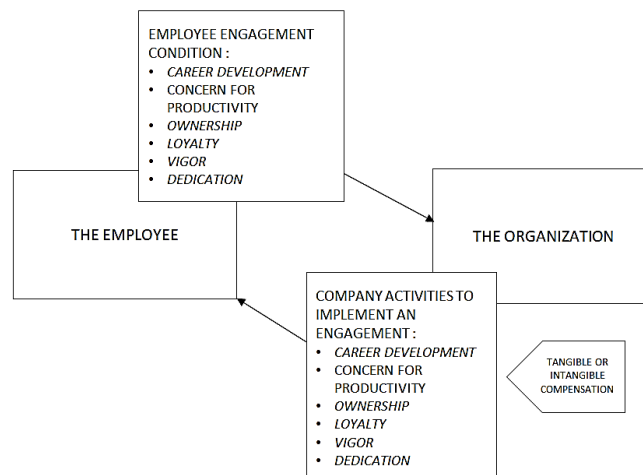 EMPLOYEE ENGAGEMENT
CONDITION :
• CAREER DEVELOPMENT
• CONCERN FOR
PRODUCTIVITY
• OWNERSHIP
• LOYALTY
• VIGOR
• DEDICATION
THE EMPLOYEE
THE ORGANIZATION
COMPANY ACTIVITIES TO
IMPLEMENT AN
ENGAGEMENT :
• CAREER DEVELOPMENT
• CONCERN FOR
PRODUCTIVITY
• OWNERSHIP
• LOYALTY
• VIGOR
• DEDICATION
TANGIBLE OR
INTANGIBLE
COMPENSATION